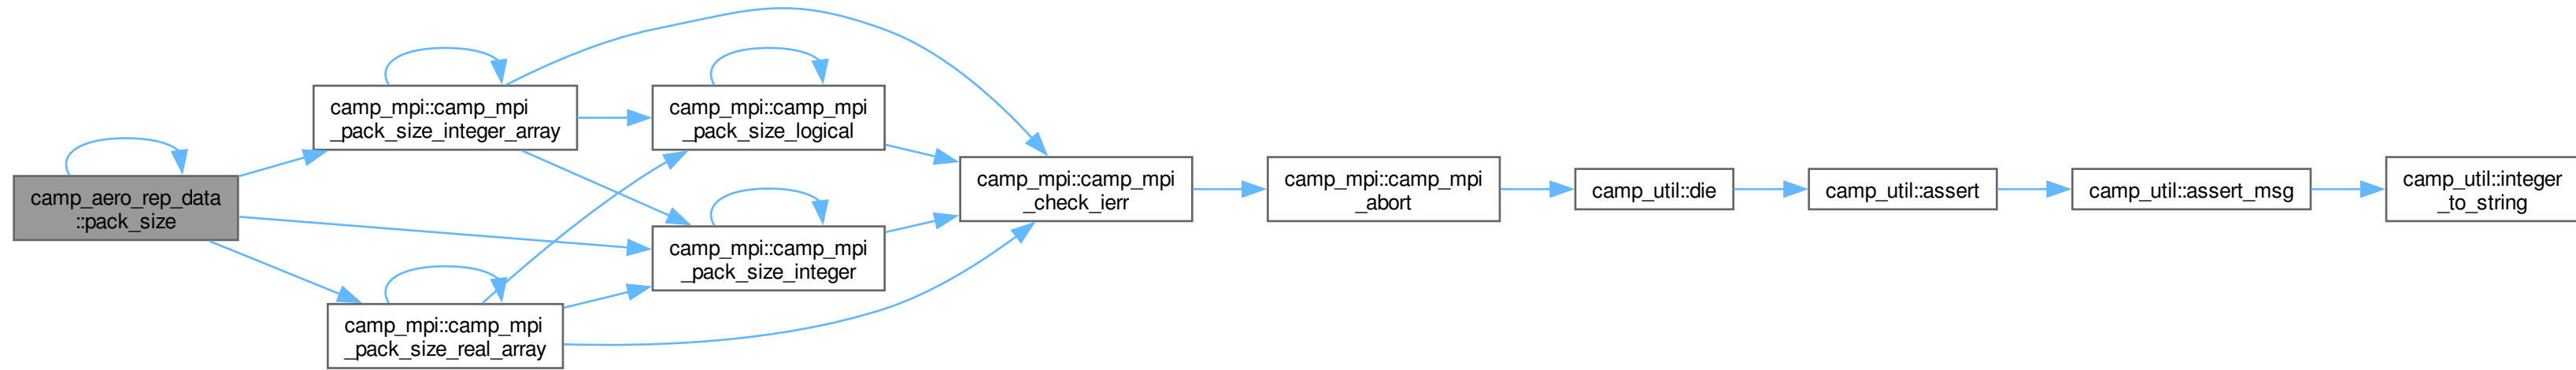 camp_aero_rep_data
::pack_size
camp_mpi::camp_mpi
_pack_size_integer_array
camp_mpi::camp_mpi
_pack_size_real_array
camp_mpi::camp_mpi
_pack_size_logical
camp_mpi::camp_mpi
_pack_size_integer
camp_mpi::camp_mpi
_check_ierr
camp_mpi::camp_mpi
_abort
camp_util::die
camp_util::assert
camp_util::assert_msg
camp_util::integer
_to_string